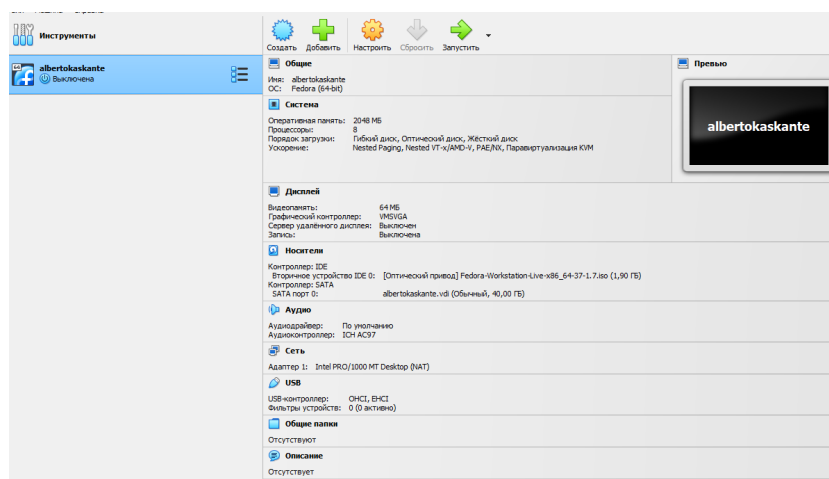 Инструменты
Создать Добавить Настроить Сбросить Запустить
64
albertokaskante
Выключена
Общие
Имя: albertokaskante
ОС: Fedora (64-bit)
Превью
albertokaskante
Система
Оперативная память: 2048 МБ
Процессоры: 8
Порядок загрузки: Гибкий диск, Оптический диск, Жёсткий диск
Ускорение: Nested Paging, Nested VT-x/AMD-V, PAE/NX, Паравиртуализация KVM
Дисплей
Видеопамять: 64 МБ
Графический контроллер: VMSVGA
Сервер удалённого дисплея: Выключен
Запись: Выключена
Носители
Контроллер: IDE
Вторичное устройство IDE 0: [Оптический привод] Fedora-Workstation-Live-x86_64-37-1.7.iso (1,90 ГБ)
Контроллер: SATA
SATA порт 0: albertokaskante.vdi (Обычный, 40,00 ГБ)
Аудио
Аудиодрайвер: По умолчанию
Аудиоконтроллер: ICH AC97
Сеть
Адаптер 1: Intel PRO/1000 MT Desktop (NAT)
USB
USB-контроллер: OHCI, EHCI
Фильтры устройств: 0 (0 активно)
Общие папки
Отсутствуют
Описание
Отсутствует